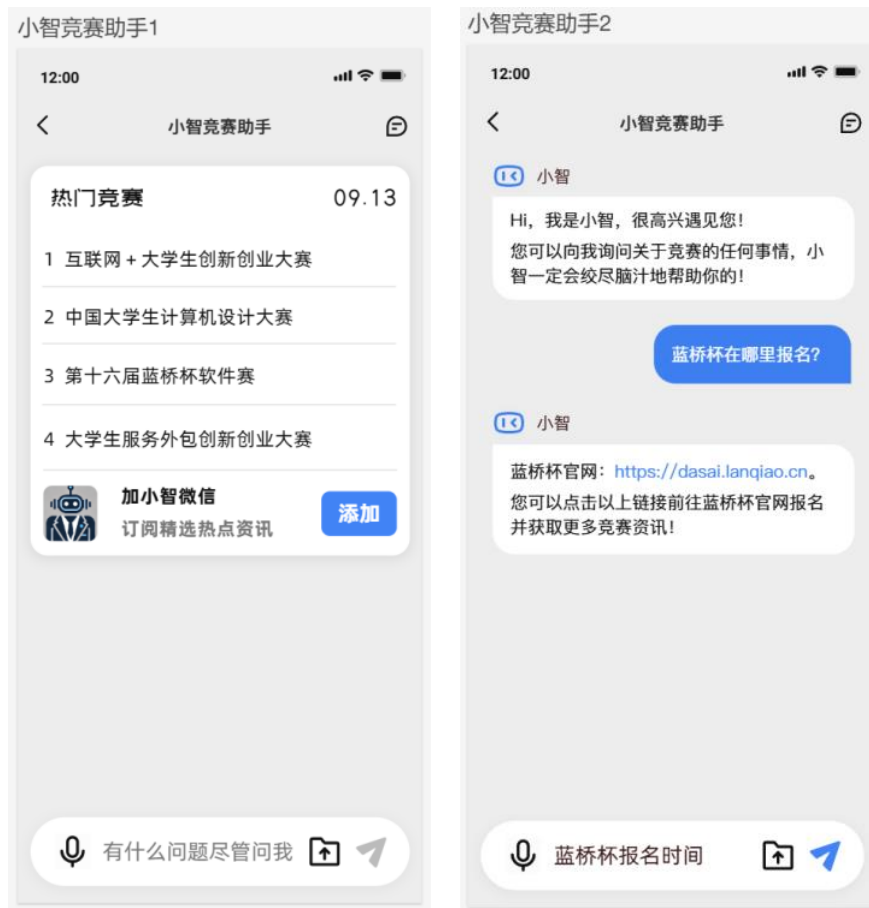 小智竞赛助手1
12:00
小智竞赛助手
热门竞赛 09.13
1 互联网+大学生创新创业大赛
2 中国大学生计算机设计大赛
3 第十六届蓝桥杯软件赛
4 大学生服务外包创新创业大赛
加小智微信
订阅精选热点资讯
添加
有什么问题尽管问我
小智竞赛助手2
12:00
小智竞赛助手
小智
Hi，我是小智，很高兴遇见您！
您可以向我询问关于竞赛的任何事情，小
智一定会绞尽脑汁地帮助你的！
蓝桥杯在哪里报名？
小智
蓝桥杯官网：https://dasai.lanqiao.cn。
您可以点击以上链接前往蓝桥杯官网报名
并获取更多竞赛资讯！
蓝桥杯报名时间